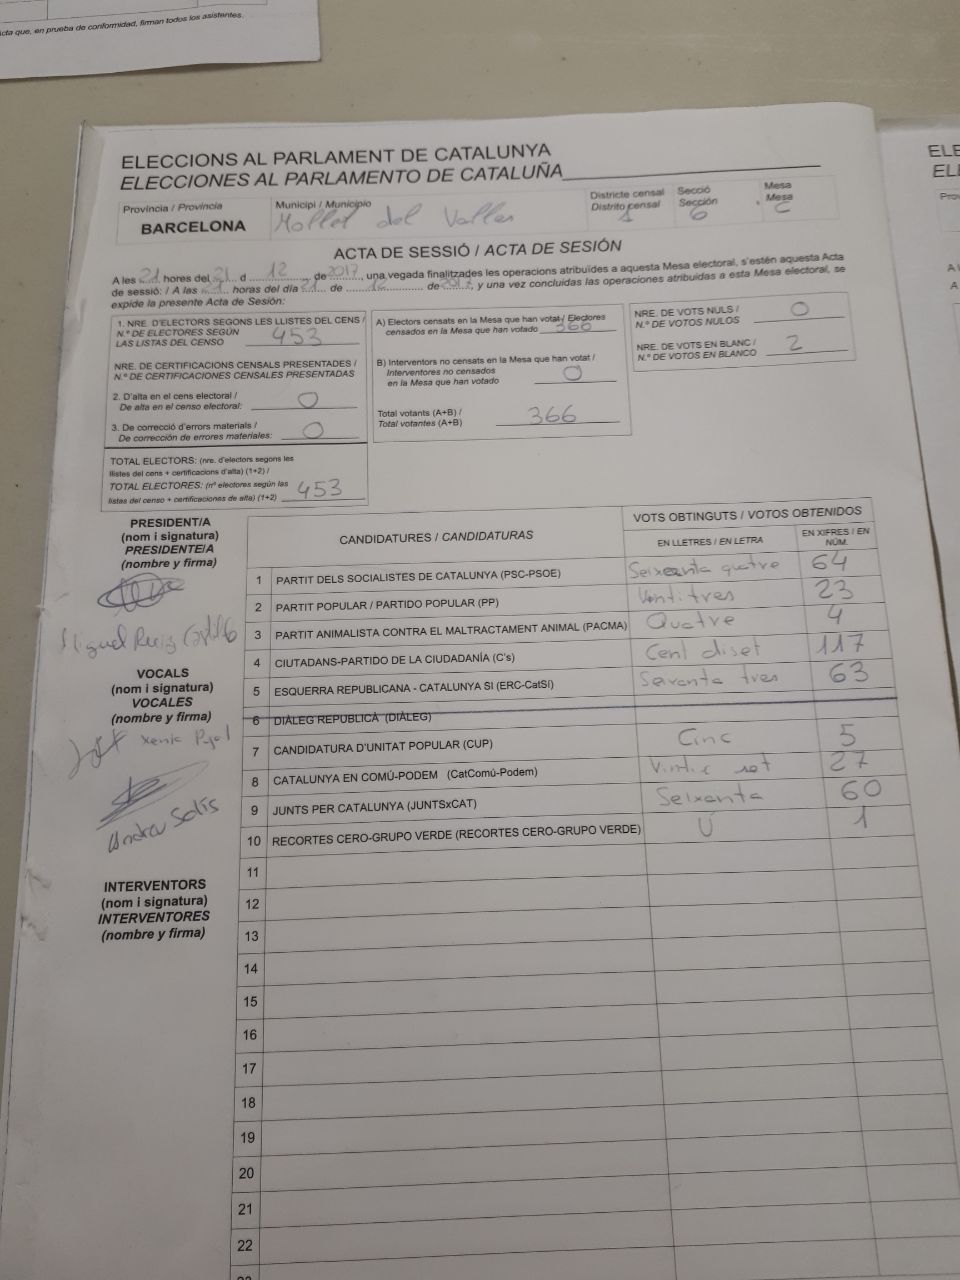 Acta que, en prueba de conformidad, firman todos los asistentes.
ELECCIONS AL PARLAMENT DE CATALUNYA
ELECCIONES AL PARLAMENTO DE CATALUÑA
Província / Provincia
BARCELONA
Municipi / Municipio
Mollet del Valles
Districte censal
Distrito censal
1
Secció
Sección
6
Mesa
Mesa
C
ACTA DE SESSIÓ / ACTA DE SESIÓN
A les 21 hores del 21 d 12 de 2017, una vegada finalitzades les operacions atribuïdes a aquesta Mesa electoral, s'estén aquesta Acta
de sessió: / A las horas del día 21 de 12 de 2017, y una vez concluidas las operaciones atribuidas a esta Mesa electoral, se
expide la presente Acta de Sesión:
1. NRE. D'ELECTORS SEGONS LES LLISTES DEL CENS /
N.º DE ELECTORES SEGÚN
LAS LISTAS DEL CENSO 453
NRE. DE CERTIFICACIONS CENSALS PRESENTADES /
N.º DE CERTIFICACIONES CENSALES PRESENTADAS
2. D'alta en el cens electoral /
De alta en el censo electoral: 0
3. De correcció d'errors materials /
De corrección de errores materiales: 0
TOTAL ELECTORS: (nre. d'electors segons les
llistes del cens + certificacions d'alta) (1+2) /
TOTAL ELECTORES: (nº electores según las
listas del censo + certificaciones de alta) (1+2) 453
A) Electors censats en la Mesa que han votat / Electores
censados en la Mesa que han votado 366
B) Interventors no censats en la Mesa que han votat /
Interventores no censados
en la Mesa que han votado 0
Total votants (A+B) /
Total votantes (A+B) 366
NRE. DE VOTS NULS /
N.º DE VOTOS NULOS 0
NRE. DE VOTS EN BLANC /
N.º DE VOTOS EN BLANCO 2
PRESIDENT/A
(nom i signatura)
PRESIDENTE/A
(nombre y firma)
Miguel Ruiz Castillo
VOCALS
(nom i signatura)
VOCALES
(nombre y firma)
Xenia Pujol
Andreu Solís
INTERVENTORS
(nom i signatura)
INTERVENTORES
(nombre y firma)
CANDIDATURES / CANDIDATURAS
VOTS OBTINGUTS / VOTOS OBTENIDOS
EN LLETRES / EN LETRA
EN XIFRES / EN
NÚM.
1 PARTIT DELS SOCIALISTES DE CATALUNYA (PSC-PSOE) Seixanta quatre 64
2 PARTIT POPULAR / PARTIDO POPULAR (PP) Vint i tres 23
3 PARTIT ANIMALISTA CONTRA EL MALTRACTAMENT ANIMAL (PACMA) Quatre 4
4 CIUTADANS-PARTIDO DE LA CIUDADANÍA (C's) Cent diset 117
5 ESQUERRA REPUBLICANA - CATALUNYA SI (ERC-CatSí) Seixanta tres 63
6 DIÀLEG REPUBLICÀ (DIÀLEG)
7 CANDIDATURA D'UNITAT POPULAR (CUP) Cinc 5
8 CATALUNYA EN COMÚ-PODEM (CatComú-Podem) Vint i set 27
9 JUNTS PER CATALUNYA (JUNTSxCAT) Seixanta 60
10 RECORTES CERO-GRUPO VERDE (RECORTES CERO-GRUPO VERDE) Ú 1
11
12
13
14
15
16
17
18
19
20
21
22